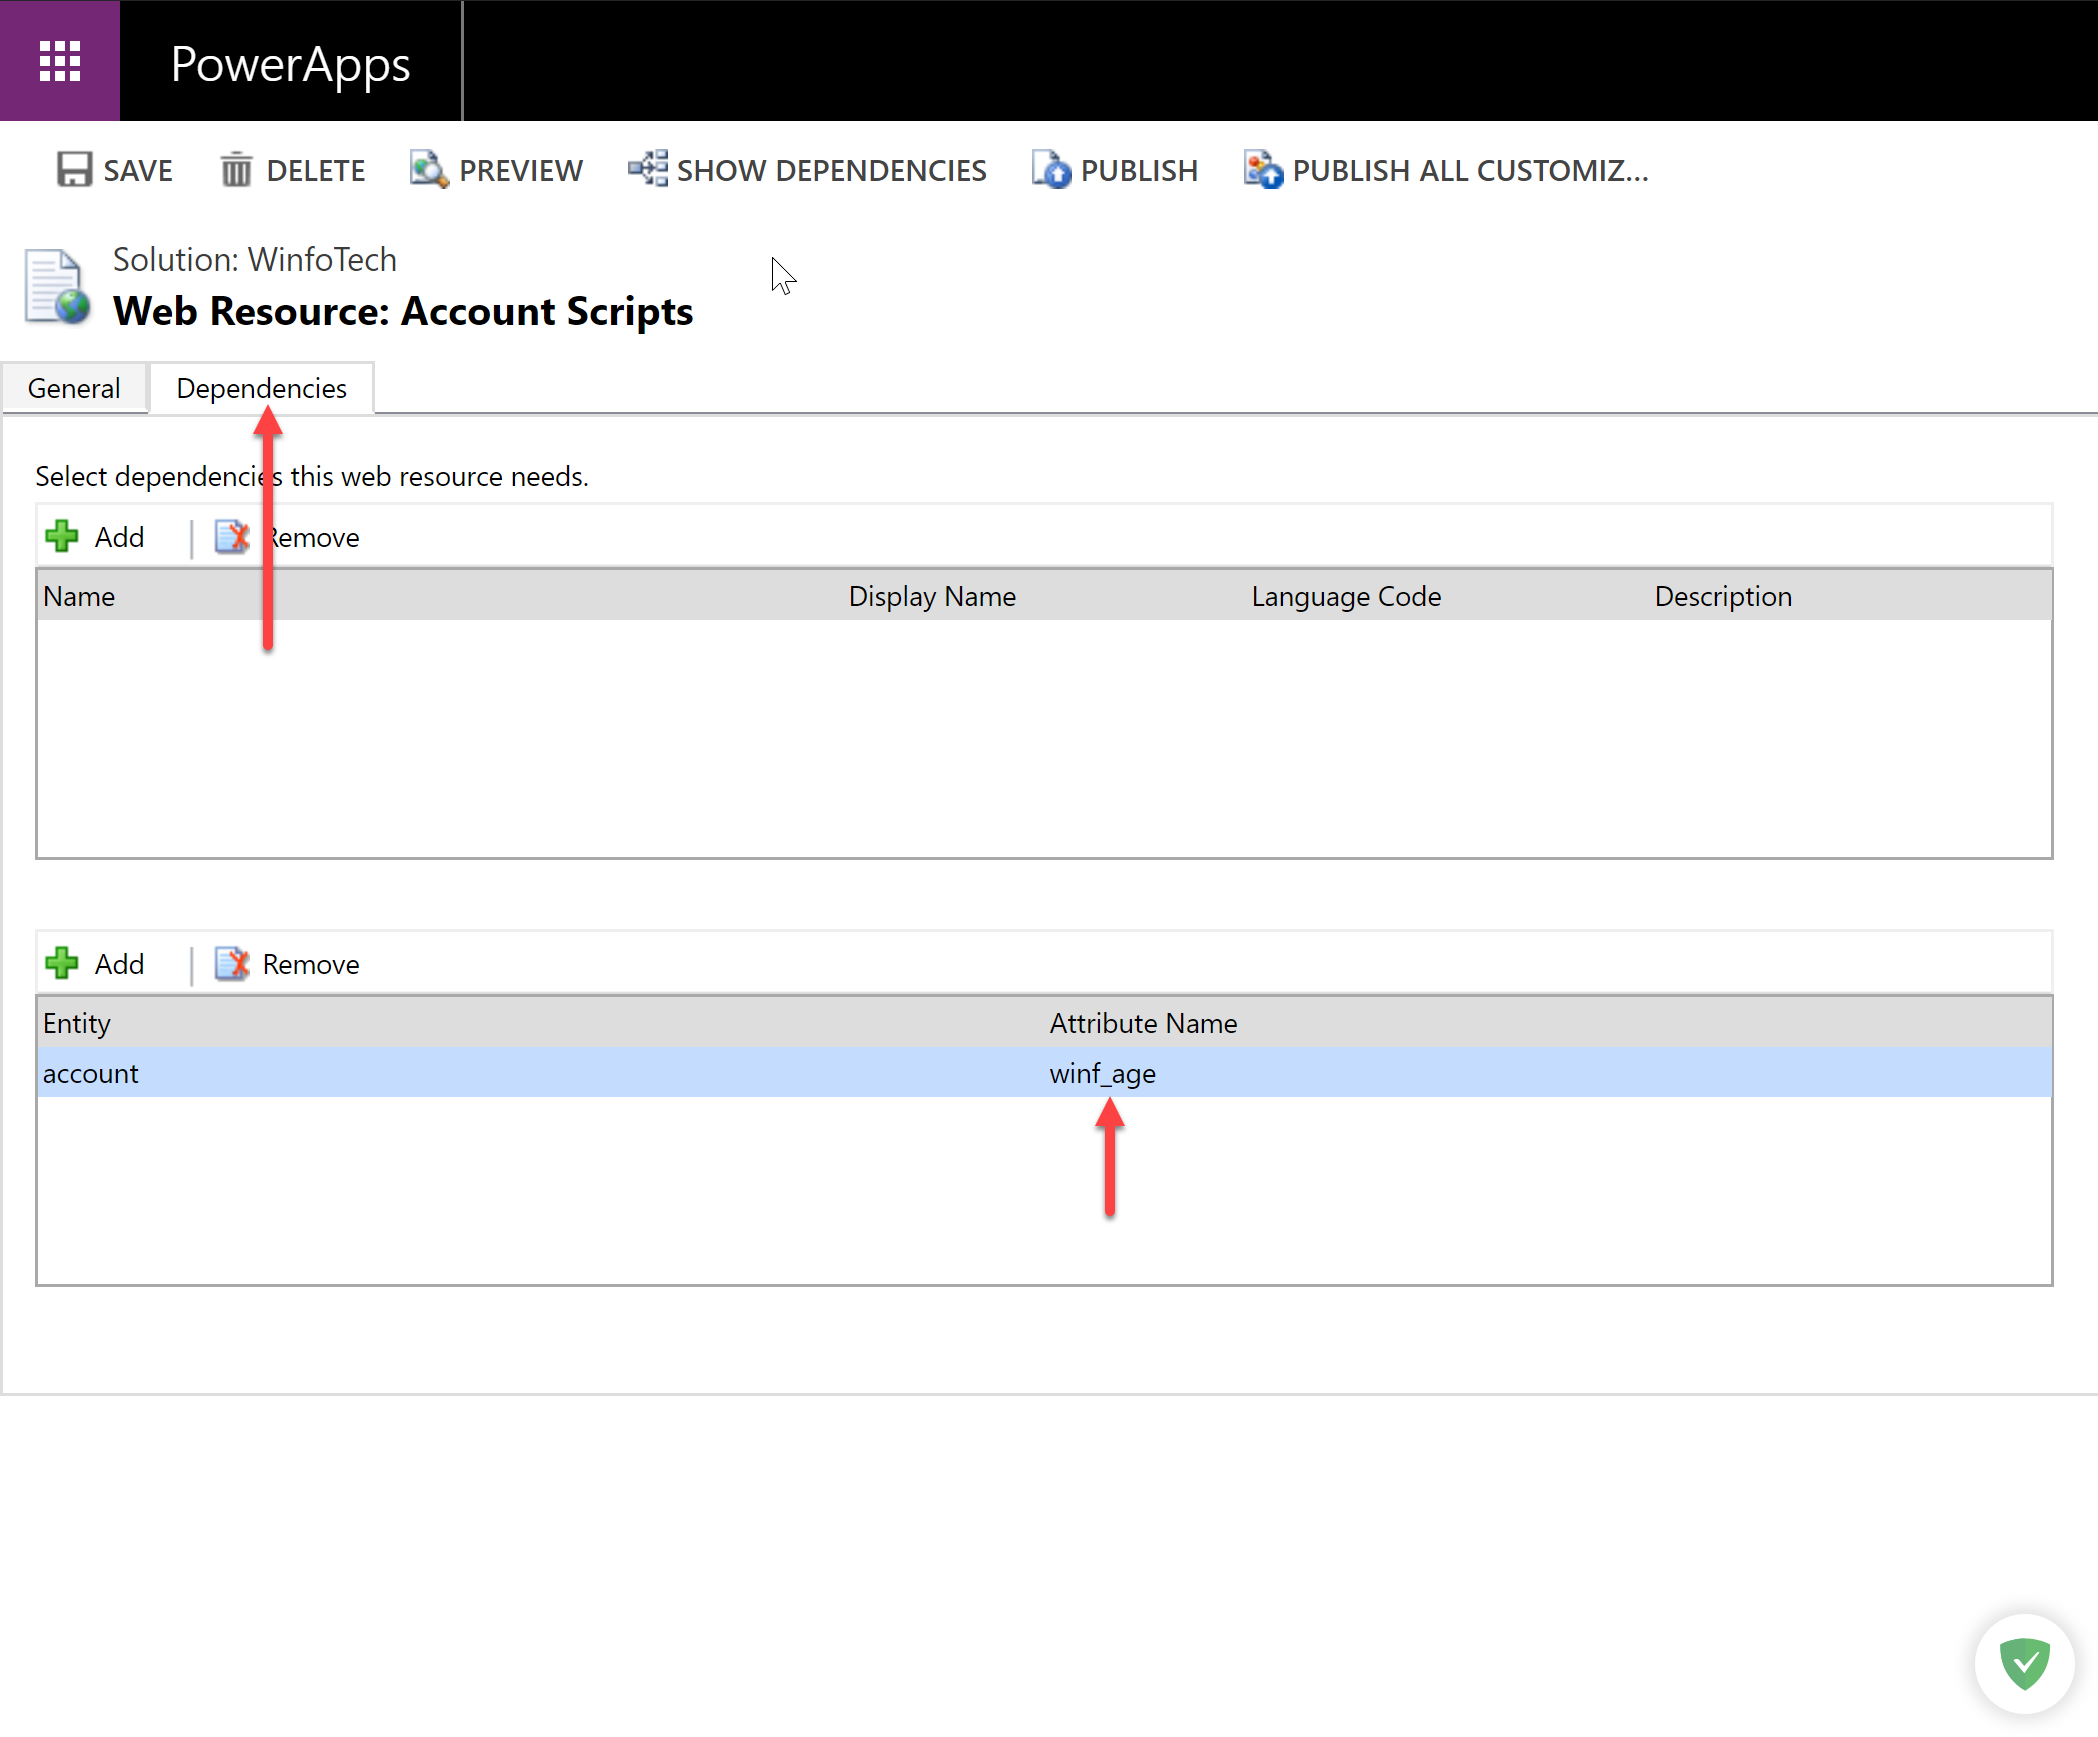 PowerApps
SAVE DELETE PREVIEW SHOW DEPENDENCIES PUBLISH PUBLISH ALL CUSTOMIZ...
Solution: WinfoTech
Web Resource: Account Scripts
General Dependencies
Select dependencies this web resource needs.
Add | Remove
Name Display Name Language Code Description
Add | Remove
Entity Attribute Name
account winf_age